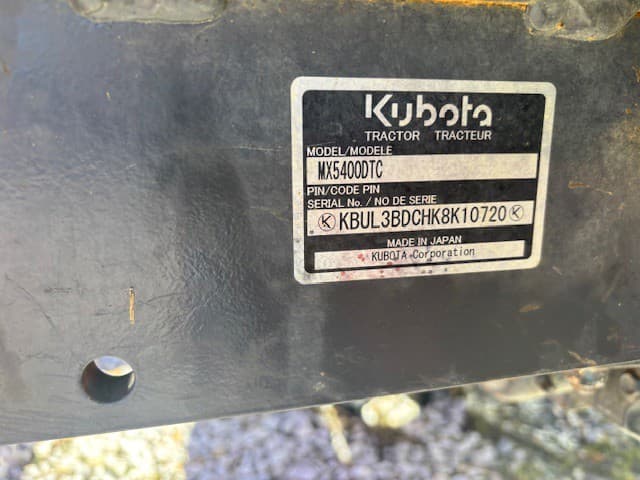 Kubota
TRACTOR TRACTEUR
MODEL/MODELE
MX5400DTC
PIN/CODE PIN
SERIAL No. / NO DE SERIE
K KBUL3BDCHK8K10720 K
MADE IN JAPAN
KUBOTA Corporation